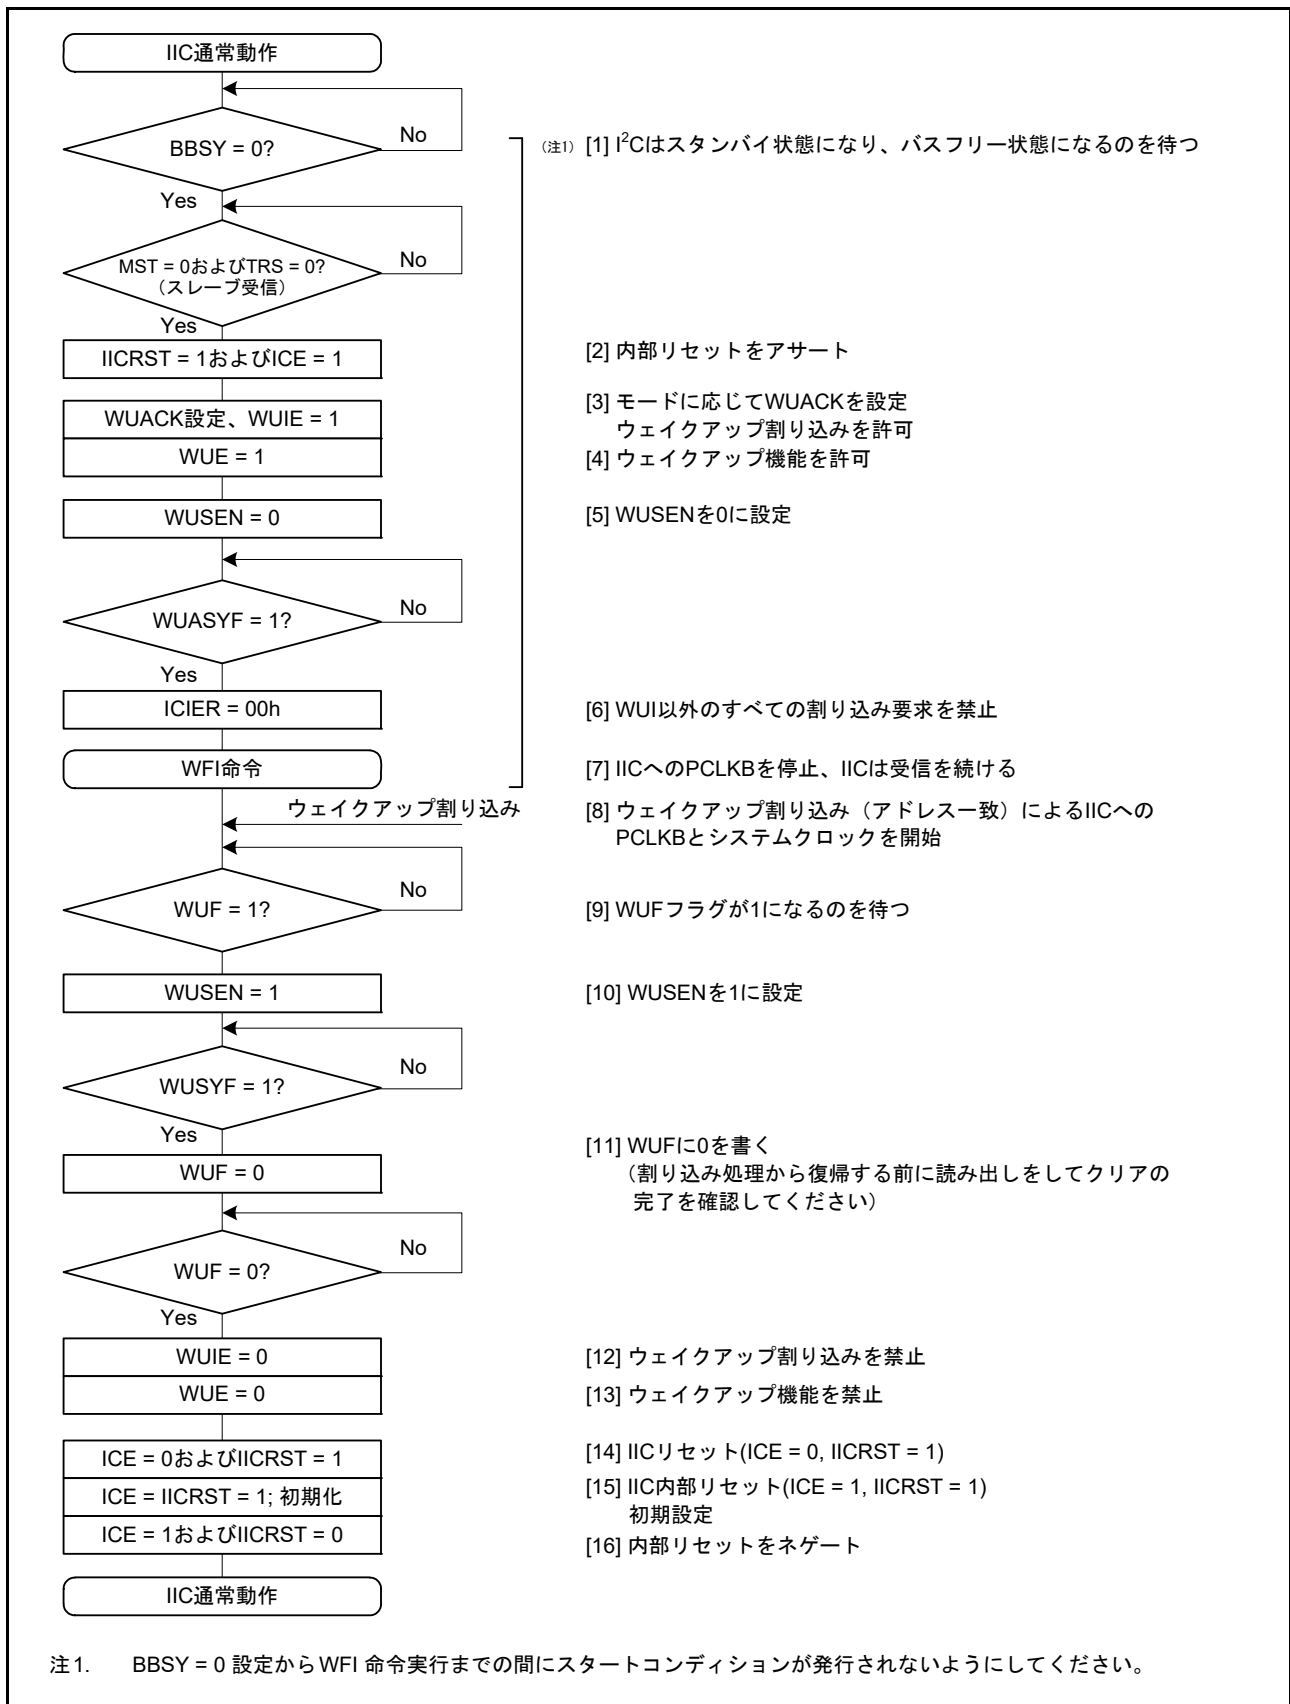 IIC通常動作
BBSY = 0?
No
（注1） [1] I²Cはスタンバイ状態になり、バスフリー状態になるのを待つ
Yes
MST = 0およびTRS = 0?
（スレーブ受信）
No
Yes
IICRST = 1およびICE = 1
[2] 内部リセットをアサート
WUACK設定、WUIE = 1
[3] モードに応じてWUACKを設定
ウェイクアップ割り込みを許可
WUE = 1
[4] ウェイクアップ機能を許可
WUSEN = 0
[5] WUSENを0に設定
WUASYF = 1?
No
Yes
ICIER = 00h
[6] WUI以外のすべての割り込み要求を禁止
WFI命令
[7] IICへのPCLKBを停止、IICは受信を続ける
ウェイクアップ割り込み
[8] ウェイクアップ割り込み（アドレス一致）によるIICへの
PCLKBとシステムクロックを開始
WUF = 1?
No
[9] WUFフラグが1になるのを待つ
WUSEN = 1
[10] WUSENを1に設定
WUSYF = 1?
No
Yes
WUF = 0
[11] WUFに0を書く
（割り込み処理から復帰する前に読み出しをしてクリアの
完了を確認してください）
WUF = 0?
No
Yes
WUIE = 0
[12] ウェイクアップ割り込みを禁止
WUE = 0
[13] ウェイクアップ機能を禁止
ICE = 0およびIICRST = 1
[14] IICリセット(ICE = 0, IICRST = 1)
ICE = IICRST = 1; 初期化
[15] IIC内部リセット(ICE = 1, IICRST = 1)
初期設定
ICE = 1およびIICRST = 0
[16] 内部リセットをネゲート
IIC通常動作
注1. BBSY = 0 設定からWFI 命令実行までの間にスタートコンディションが発行されないようにしてください。